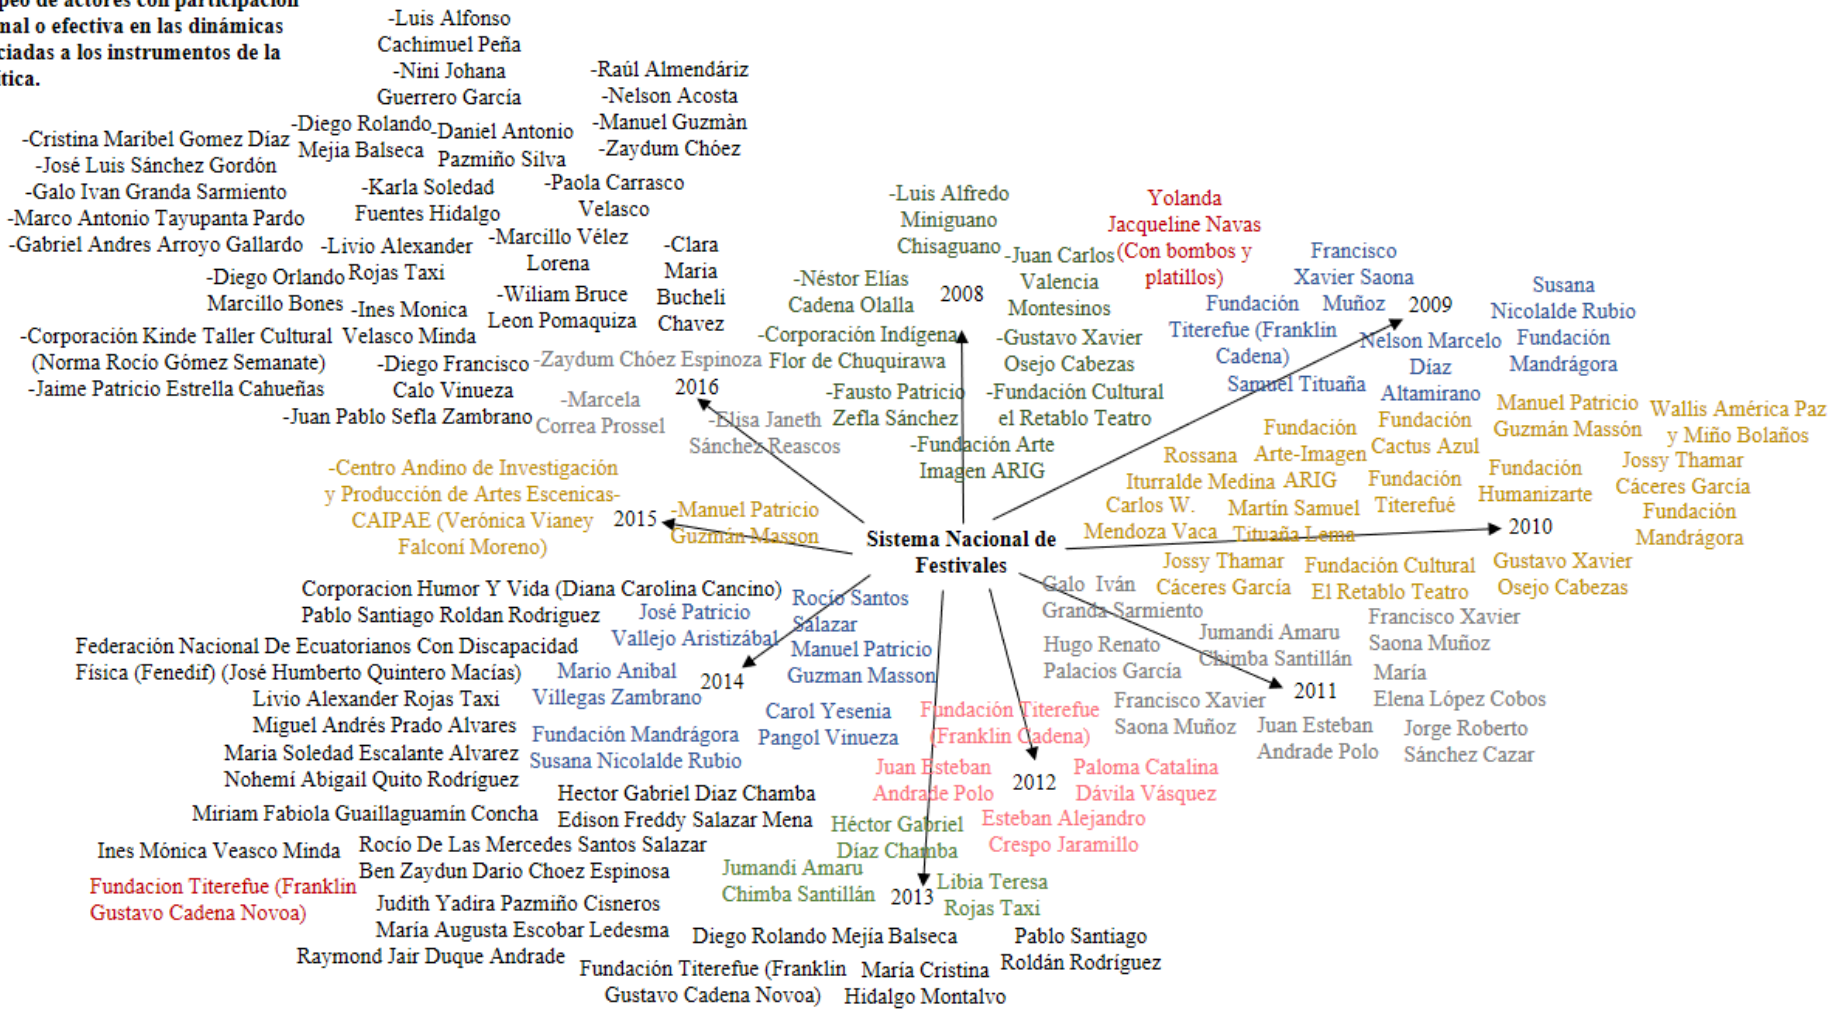 peo de actores con participación
nal o efectiva en las dinámicas
ciadas a los instrumentos de la
tica.
-Luis Alfonso
Cachimuel Peña
-Nini Johana
Guerrero García
-Raúl Almendáriz
-Nelson Acosta
-Manuel Guzmàn
-Zaydum Chóez
-Diego Rolando
Mejia Balseca
-Daniel Antonio
Pazmiño Silva
-Cristina Maribel Gomez Díaz
-José Luis Sánchez Gordón
-Galo Ivan Granda Sarmiento
-Marco Antonio Tayupanta Pardo
-Gabriel Andres Arroyo Gallardo
-Karla Soledad
Fuentes Hidalgo
-Paola Carrasco
Velasco
-Livio Alexander
Rojas Taxi
-Marcillo Vélez
Lorena
-Clara
Maria
Bucheli
Chavez
-Diego Orlando
Marcillo Bones
-Ines Monica
Velasco Minda
-Wiliam Bruce
Leon Pomaquiza
-Corporación Kinde Taller Cultural
(Norma Rocío Gómez Semanate)
-Jaime Patricio Estrella Cahueñas
-Diego Francisco
Calo Vinueza
-Juan Pablo Sefla Zambrano
-Zaydum Chóez Espinoza
2016
-Marcela
Correa Prossel
-Elisa Janeth
Sánchez Reascos
-Luis Alfredo
Miniguano
Chisaguano
-Juan Carlos
Valencia
Montesinos
-Néstor Elías
Cadena Olalla
2008
-Corporación Indígena
Flor de Chuquirawa
-Gustavo Xavier
Osejo Cabezas
-Fausto Patricio
Zefla Sánchez
-Fundación Cultural
el Retablo Teatro
-Fundación Arte
Imagen ARIG
Yolanda
Jacqueline Navas
(Con bombos y
platillos)
Francisco
Xavier Saona
Muñoz
2009
Fundación
Titerefue (Franklin
Cadena)
Samuel Tituaña
Nelson Marcelo
Díaz
Altamirano
Susana
Nicolalde Rubio
Fundación
Mandrágora
Manuel Patricio
Guzmán Massón
Wallis América Paz
y Miño Bolaños
Fundación
Arte-Imagen
ARIG
Fundación
Cactus Azul
Rossana
Iturralde Medina
Fundación
Titerefué
Fundación
Humanizarte
Jossy Thamar
Cáceres García
Fundación
Mandrágora
Carlos W.
Mendoza Vaca
Martín Samuel
Tituaña Lema
2010
Jossy Thamar
Cáceres García
Fundación Cultural
El Retablo Teatro
Gustavo Xavier
Osejo Cabezas
-Centro Andino de Investigación
y Producción de Artes Escenicas-
CAIPAE (Verónica Vianey
Falconí Moreno)
2015
-Manuel Patricio
Guzmán Masson
Sistema Nacional de
Festivales
Galo Iván
Granda Sarmiento
Hugo Renato
Palacios García
Jumandi Amaru
Chimba Santillán
Francisco Xavier
Saona Muñoz
María
Elena López Cobos
2011
Francisco Xavier
Saona Muñoz
Juan Esteban
Andrade Polo
Jorge Roberto
Sánchez Cazar
Corporacion Humor Y Vida (Diana Carolina Cancino)
Pablo Santiago Roldan Rodriguez
Federación Nacional De Ecuatorianos Con Discapacidad
Física (Fenedif) (José Humberto Quintero Macías)
Livio Alexander Rojas Taxi
Miguel Andrés Prado Alvares
Maria Soledad Escalante Alvarez
Nohemí Abigail Quito Rodríguez
José Patricio
Vallejo Aristizábal
Rocío Santos
Salazar
Manuel Patricio
Guzman Masson
Mario Anibal
Villegas Zambrano
2014
Carol Yesenia
Pangol Vinueza
Fundación Mandrágora
Susana Nicolalde Rubio
Fundación Titerefue
(Franklin Cadena)
Juan Esteban
Andrade Polo
2012
Paloma Catalina
Dávila Vásquez
Esteban Alejandro
Crespo Jaramillo
Hector Gabriel Diaz Chamba
Edison Freddy Salazar Mena
Miriam Fabiola Guaillaguamín Concha
Ines Mónica Veasco Minda
Rocío De Las Mercedes Santos Salazar
Ben Zaydun Dario Choez Espinosa
Fundacion Titerefue (Franklin
Gustavo Cadena Novoa)
Judith Yadira Pazmiño Cisneros
María Augusta Escobar Ledesma
Raymond Jair Duque Andrade
Héctor Gabriel
Díaz Chamba
Jumandi Amaru
Chimba Santillán
2013
Libia Teresa
Rojas Taxi
Diego Rolando Mejía Balseca
Pablo Santiago
Roldán Rodríguez
Fundación Titerefue (Franklin
Gustavo Cadena Novoa)
María Cristina
Hidalgo Montalvo